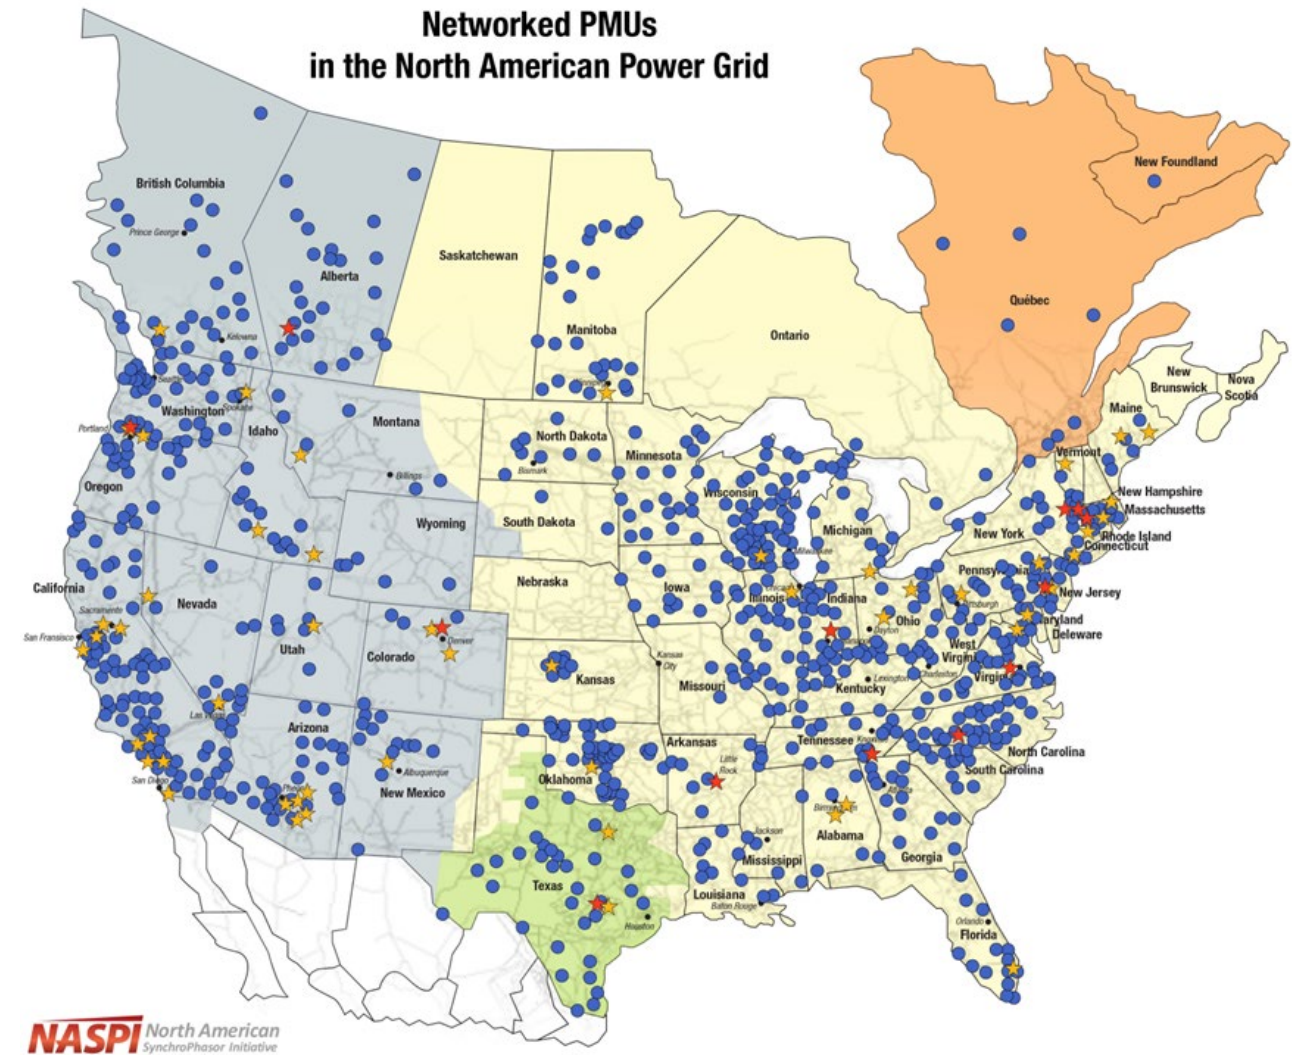 Networked PMUs
in the North American Power Grid
New Foundland
British Columbia
Prince George
Saskatchewan
Alberta
Québec
Manitoba
Ontario
Kelowna
New
Brunswick
Nova
Scotia
Seattle
Winnipeg
Washington
Spokane
Maine
Portland
Idaho
Montana
North Dakota
Minnesota
Vermont
Bismark
Billings
Oregon
Wisconsin
New Hampshire
Massachusetts
Wyoming
South Dakota
Michigan
New York
Rhode Island
Connecticut
Milwaukee
Pennsylvania
California
Nebraska
Iowa
Chicago
Illinois
Indiana
New Jersey
Nevada
Sacramento
Pittsburgh
Ohio
Maryland
San Fransisco
Denver
Dayton
Deleware
Utah
Colorado
Kansas
City
West
Virginia
Kansas
Missouri
Kentucky
Lexington
Charleston
Virginia
Las Vegas
Arizona
Arkansas
Tennessee
North Carolina
Little
Rock
Albuquerque
South Carolina
San Diego
Phoenix
New Mexico
Oklahoma
Atlanta
Birmingham
Jackson
Alabama
Mississippi
Georgia
Texas
Louisiana
Baton Rouge
Houston
Orlando
Florida
NASPI North American
SynchroPhasor Initiative